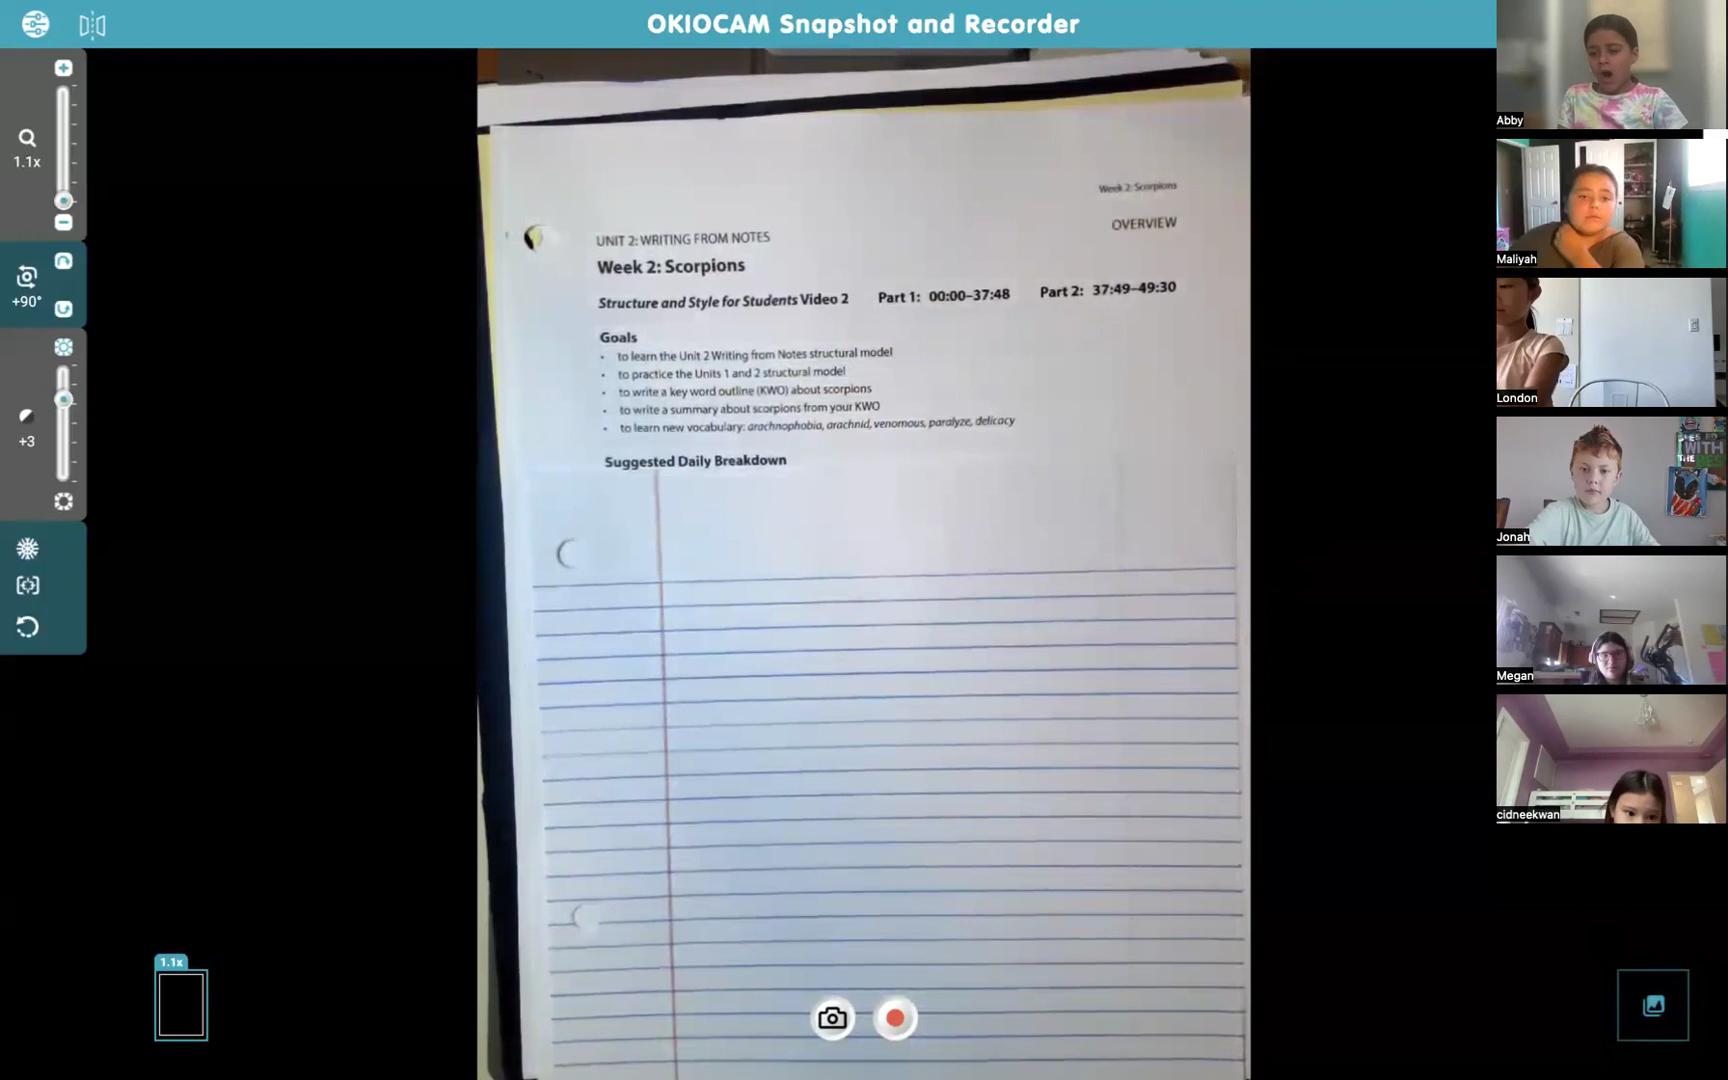 OKIOCAM Snapshot and Recorder
1.1x
+90°
+3
1.1x
Week 2: Scorpions
OVERVIEW
UNIT 2: WRITING FROM NOTES
Week 2: Scorpions
Structure and Style for Students Video 2 Part 1: 00:00–37:48 Part 2: 37:49–49:30
Goals
• to learn the Unit 2 Writing from Notes structural model
• to practice the Units 1 and 2 structural model
• to write a key word outline (KWO) about scorpions
• to write a summary about scorpions from your KWO
• to learn new vocabulary: arachnophobia, arachnid, venomous, paralyze, delicacy
Suggested Daily Breakdown
Abby
Maliyah
London
Jonah
WITH
THE
Megan
cidneekwan